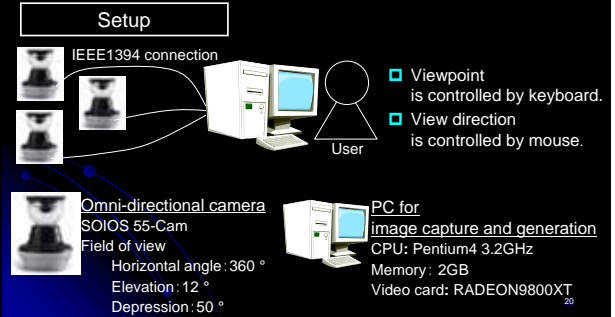 Setup
IEEE1394 connection
User
Viewpoint
is controlled by keyboard.
View direction
is controlled by mouse.
Omni-directional camera
SOIOS 55-Cam
Field of view
Horizontal angle:360 °
Elevation:12 °
Depression:50 °
PC for
image capture and generation
CPU: Pentium4 3.2GHz
Memory: 2GB
Video card: RADEON9800XT
20